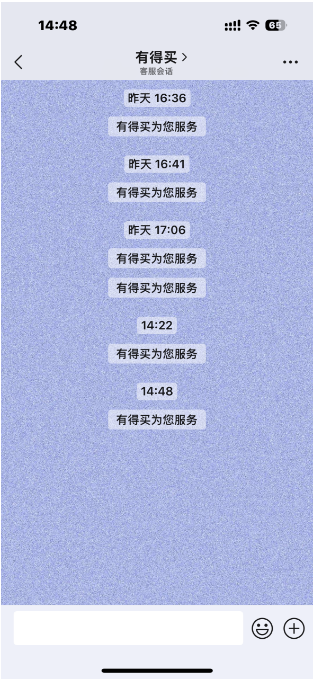 14:48
65
有得买
客服会话
昨天 16:36
有得买为您服务
昨天 16:41
有得买为您服务
昨天 17:06
有得买为您服务
有得买为您服务
14:22
有得买为您服务
14:48
有得买为您服务